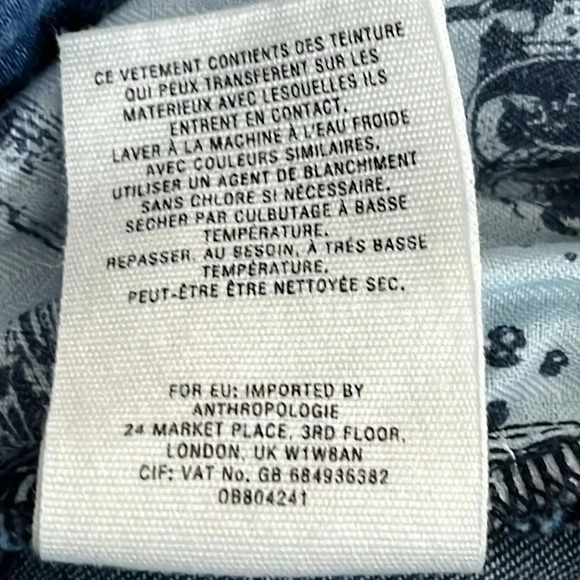 CE VETEMENT CONTIENTS DES TEINTURE
QUI PEUX TRANSFERENT SUR LES
MATERIEUX AVEC LESQUELLES ILS
ENTRENT EN CONTACT.
LAVER À LA MACHINE À L'EAU FROIDE
AVEC COULEURS SIMILAIRES.
UTILISER UN AGENT DE BLANCHIMENT
SANS CHLORE SI NÉCESSAIRE.
SÉCHER PAR CULBUTAGE À BASSE
TEMPÉRATURE.
REPASSER, AU BESOIN, À TRÈS BASSE
TEMPÉRATURE.
PEUT-ÊTRE ÊTRE NETTOYÉE SEC.
FOR EU: IMPORTED BY
ANTHROPOLOGIE
24 MARKET PLACE, 3RD FLOOR,
LONDON, UK W1W8AN
CIF: VAT No. GB 684936382
OB804241